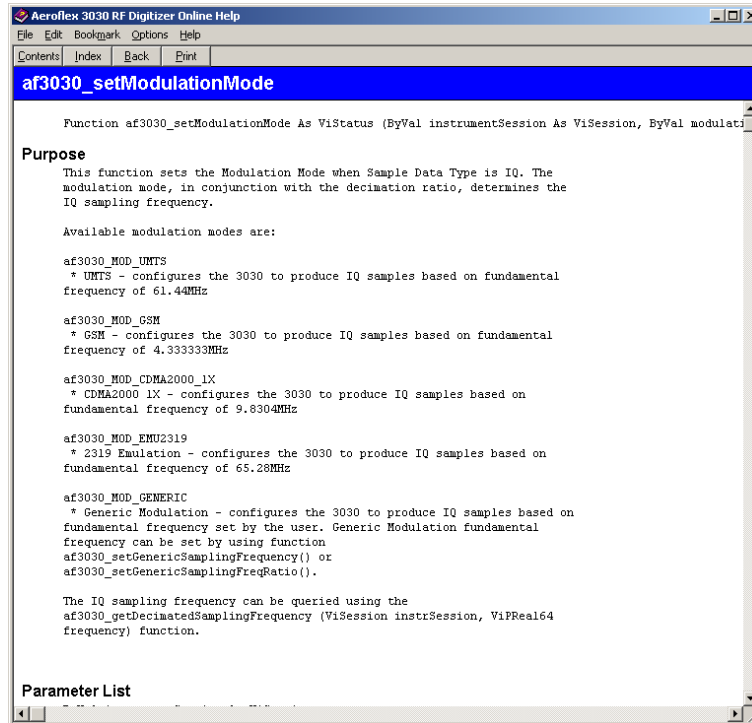 Aeroflex 3030 RF Digitizer Online Help
File Edit Bookmark Options Help
Contents Index Back Print
af3030_setModulationMode
Function af3030_setModulationMode As ViStatus (ByVal instrumentSession As ViSession, ByVal modulati
Purpose
This function sets the Modulation Mode when Sample Data Type is IQ. The
modulation mode, in conjunction with the decimation ratio, determines the
IQ sampling frequency.
Available modulation modes are:
af3030_MOD_UMTS
* UMTS - configures the 3030 to produce IQ samples based on fundamental
frequency of 61.44MHz
af3030_MOD_GSM
* GSM - configures the 3030 to produce IQ samples based on fundamental
frequency of 4.333333MHz
af3030_MOD_CDMA2000_1X
* CDMA2000 1X - configures the 3030 to produce IQ samples based on
fundamental frequency of 9.8304MHz
af3030_MOD_EMU2319
* 2319 Emulation - configures the 3030 to produce IQ samples based on
fundamental frequency of 65.28MHz
af3030_MOD_GENERIC
* Generic Modulation - configures the 3030 to produce IQ samples based on
fundamental frequency set by the user. Generic Modulation fundamental
frequency can be set by using function
af3030_setGenericSamplingFrequency() or
af3030_setGenericSamplingFreqRatio().
The IQ sampling frequency can be queried using the
af3030_getDecimatedSamplingFrequency (ViSession instrSession, ViPReal64
frequency) function.
Parameter List